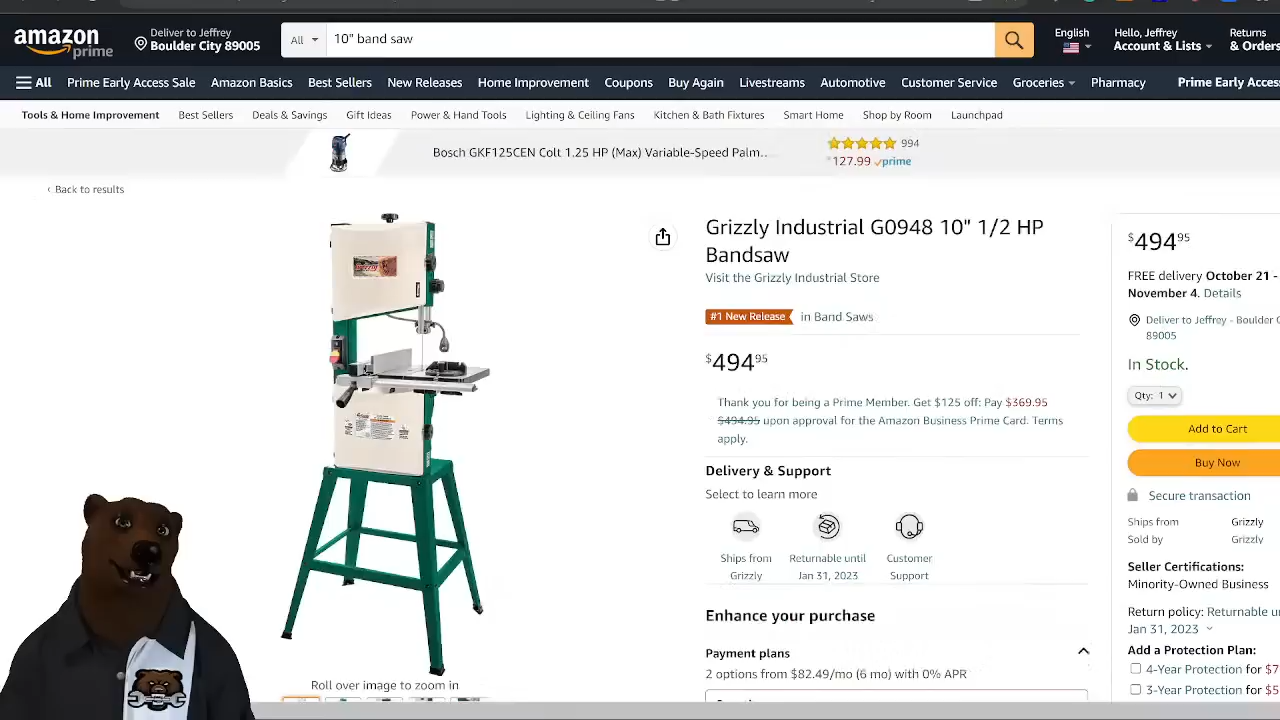 amazon
prime
Deliver to Jeffrey
Boulder City 89005
All
10" band saw
English
Hello, Jeffrey
Account & Lists
Returns
& Orders
All
Prime Early Access Sale
Amazon Basics
Best Sellers
New Releases
Home Improvement
Coupons
Buy Again
Livestreams
Automotive
Customer Service
Groceries
Pharmacy
Prime Early Acces
Tools & Home Improvement
Best Sellers
Deals & Savings
Gift Ideas
Power & Hand Tools
Lighting & Ceiling Fans
Kitchen & Bath Fixtures
Smart Home
Shop by Room
Launchpad
Bosch GKF125CEN Colt 1.25 HP (Max) Variable-Speed Palm...
994
$127.99 prime
‹ Back to results
Grizzly Industrial G0948 10" 1/2 HP
Bandsaw
Visit the Grizzly Industrial Store
#1 New Release in Band Saws
$494.95
Thank you for being a Prime Member. Get $125 off: Pay $369.95
$494.95 upon approval for the Amazon Business Prime Card. Terms
apply.
Delivery & Support
Select to learn more
Ships from
Grizzly
Returnable until
Jan 31, 2023
Customer
Support
Enhance your purchase
Payment plans
2 options from $82.49/mo (6 mo) with 0% APR
Roll over image to zoom in
$494.95
FREE delivery October 21 -
November 4. Details
Deliver to Jeffrey - Boulder C
89005
In Stock.
Qty: 1
Add to Cart
Buy Now
Secure transaction
Ships from Grizzly
Sold by Grizzly
Seller Certifications:
Minority-Owned Business
Return policy: Returnable un
Jan 31, 2023
Add a Protection Plan:
4-Year Protection for $7
3-Year Protection for $5